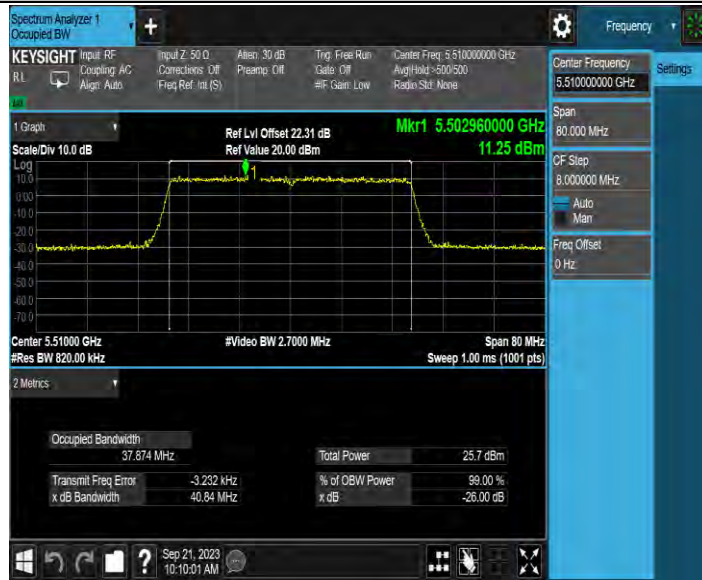 Spectrum Analyzer 1
Occupied BW
Frequency
KEYSIGHT
RL
Input: RF
Coupling: AC
Align: Auto
Input Z: 50 Ω
Corrections: Off
Freq Ref: Int (S)
Atten: 30 dB
Preamp: Off
Trig: Free Run
Gate: Off
#IF Gain: Low
Center Freq: 5.510000000 GHz
Avg|Hold:>500/500
Radio Std: None
Center Frequency
5.510000000 GHz
Settings
Span
80.000 MHz
CF Step
8.000000 MHz
Auto
Man
Freq Offset
0 Hz
1 Graph
Scale/Div 10.0 dB
Ref Lvl Offset 22.31 dB
Ref Value 20.00 dBm
Mkr1 5.502960000 GHz
11.25 dBm
Log
10.0
0.00
-10.0
-20.0
-30.0
-40.0
-50.0
-60.0
-70.0
1
Center 5.51000 GHz
#Res BW 820.00 kHz
#Video BW 2.7000 MHz
Span 80 MHz
Sweep 1.00 ms (1001 pts)
2 Metrics
Occupied Bandwidth
37.874 MHz
Total Power 25.7 dBm
Transmit Freq Error -3.232 kHz
% of OBW Power 99.00 %
x dB Bandwidth 40.84 MHz
x dB -26.00 dB
?
Sep 21, 2023
10:10:01 AM